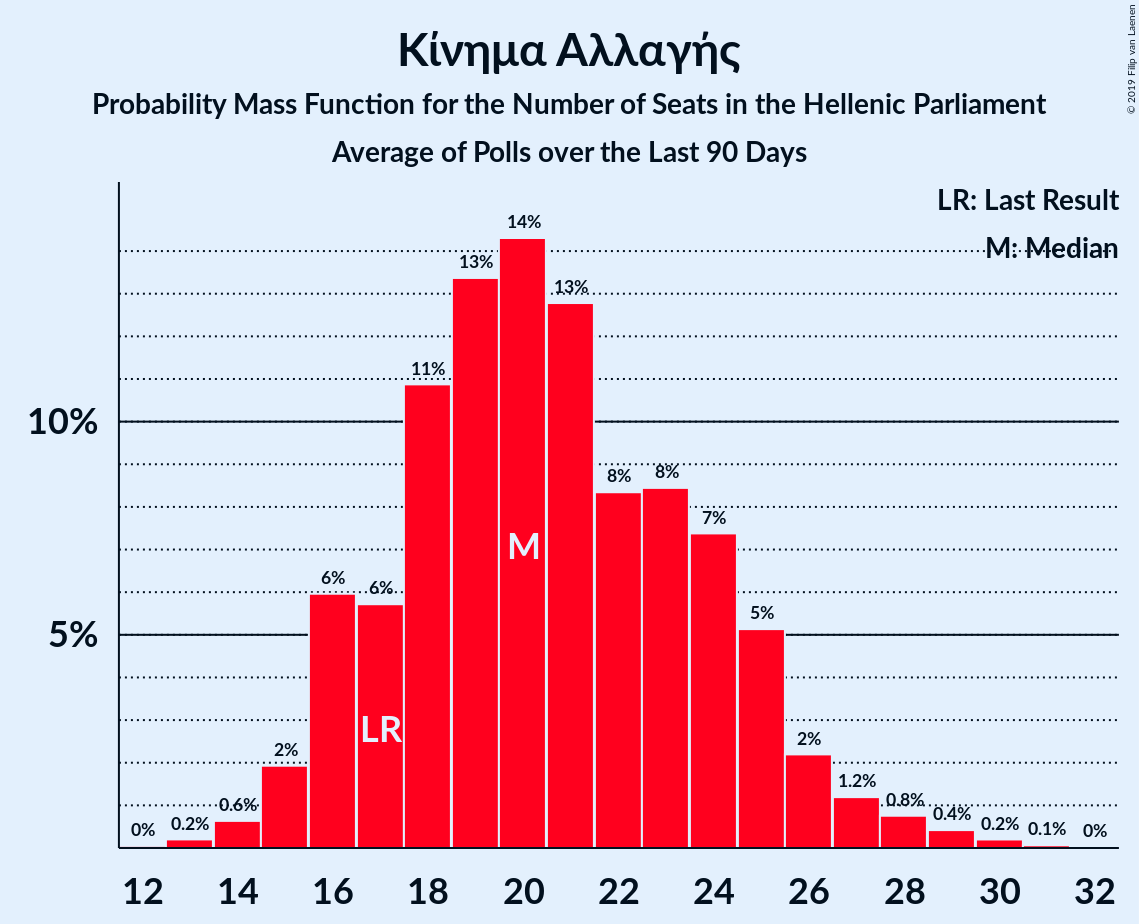 Κίνημα Αλλαγής
Probability Mass Function for the Number of Seats in the Hellenic Parliament
Average of Polls over the Last 90 Days
© 2019 Filip van Laenen
LR: Last Result
M: Median
10%
5%
0%
0.2%
0.6%
2%
6%
6%
11%
13%
14%
13%
8%
8%
7%
5%
2%
1.2%
0.8%
0.4%
0.2%
0.1%
0%
LR
M
12 14 16 18 20 22 24 26 28 30 32